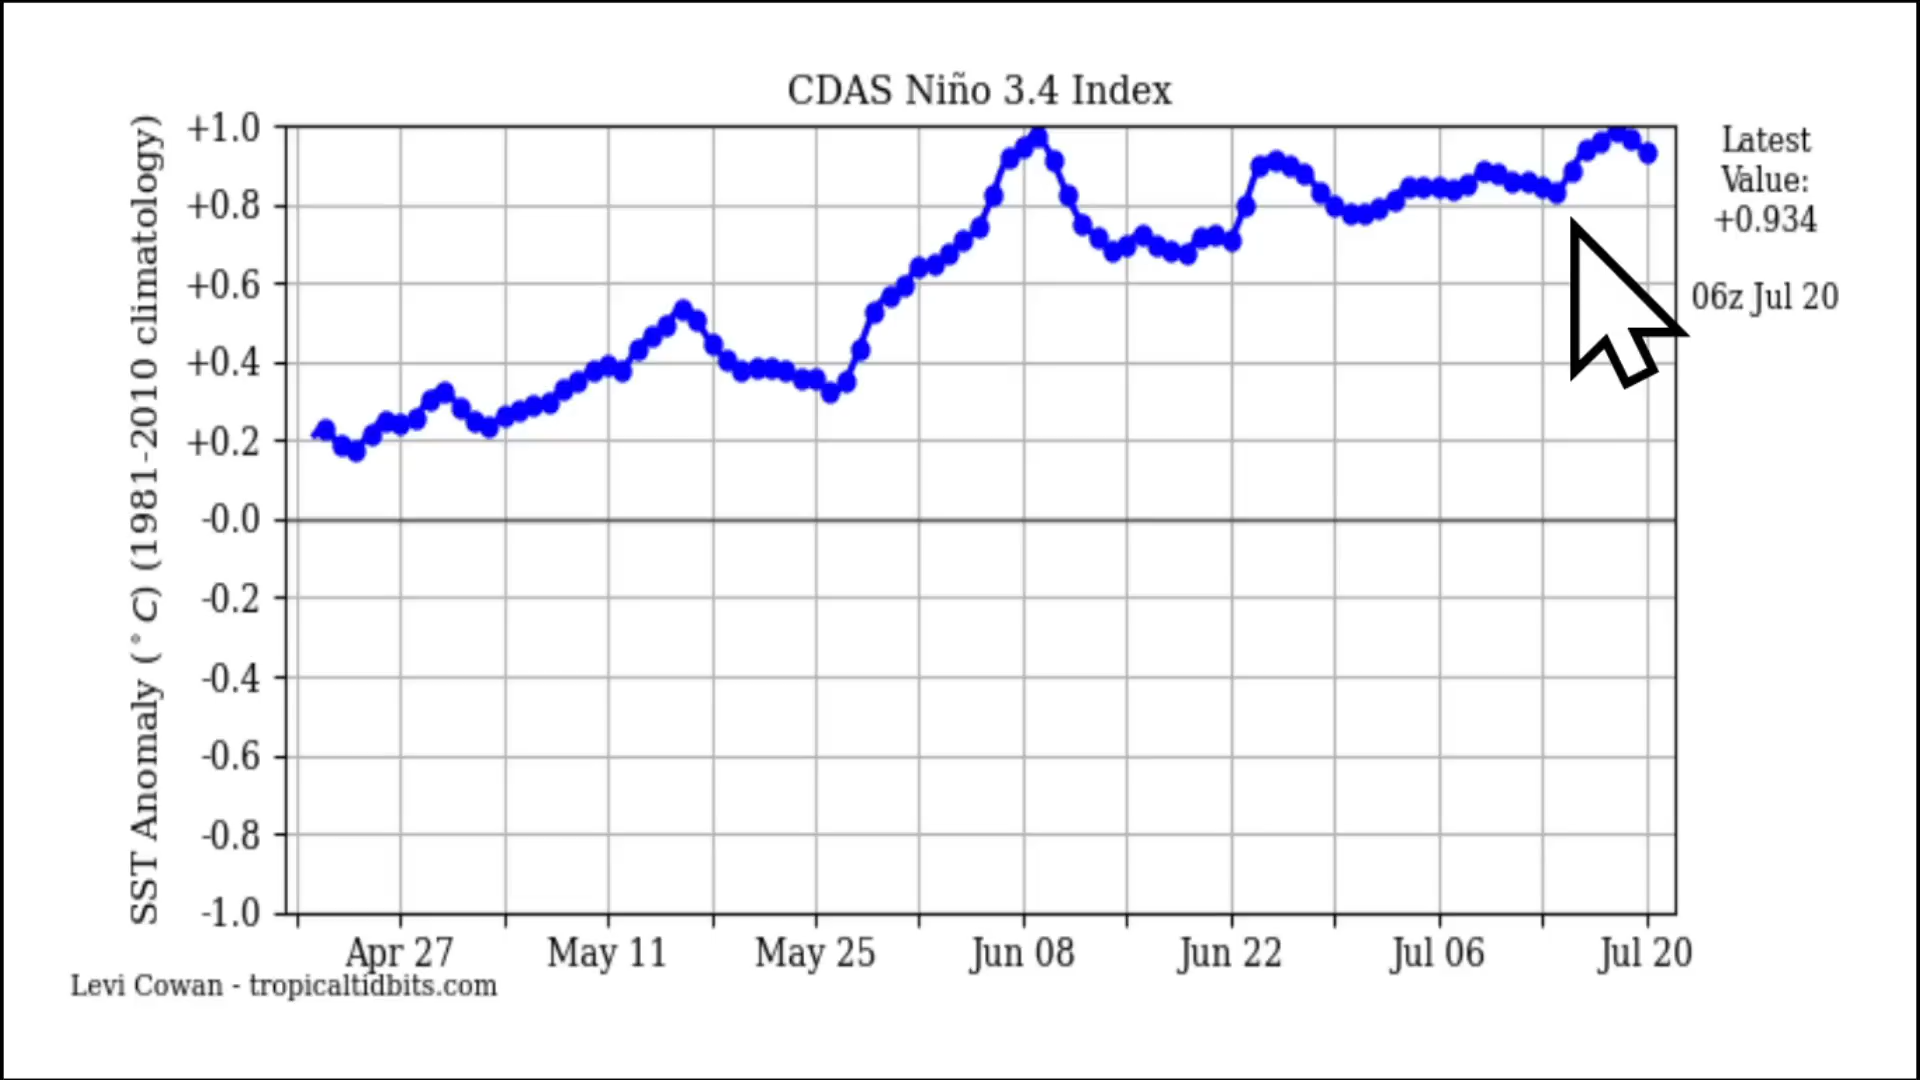 CDAS Niño 3.4 Index
SST Anomaly (°C) (1981-2010 climatology)
+1.0
+0.8
+0.6
+0.4
+0.2
-0.0
-0.2
-0.4
-0.6
-0.8
-1.0
Apr 27
May 11
May 25
Jun 08
Jun 22
Jul 06
Jul 20
Latest
Value:
+0.934
06z Jul 20
Levi Cowan - tropicaltidbits.com